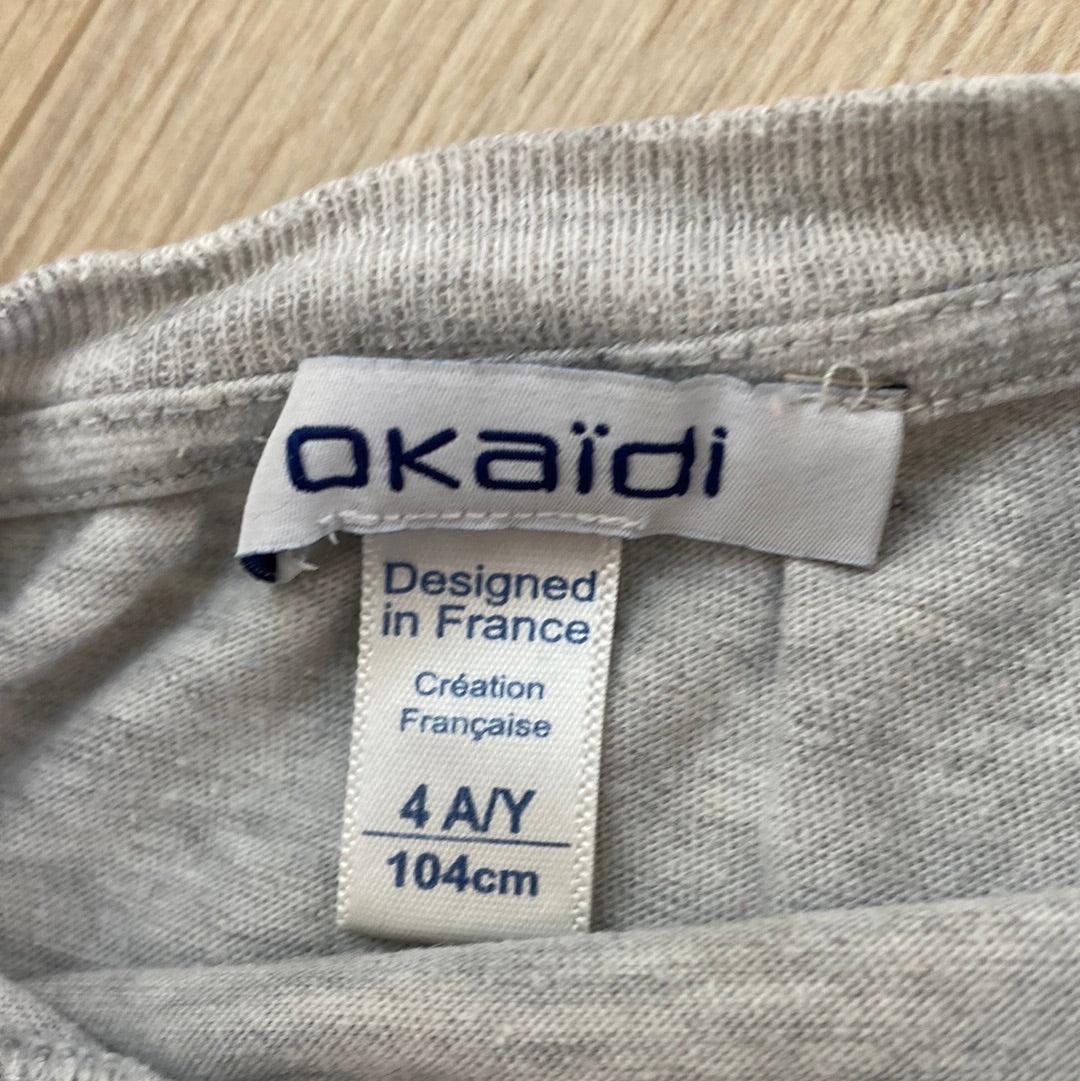 okaïdi
Designed
in France
Création
Française
4 A/Y
104cm